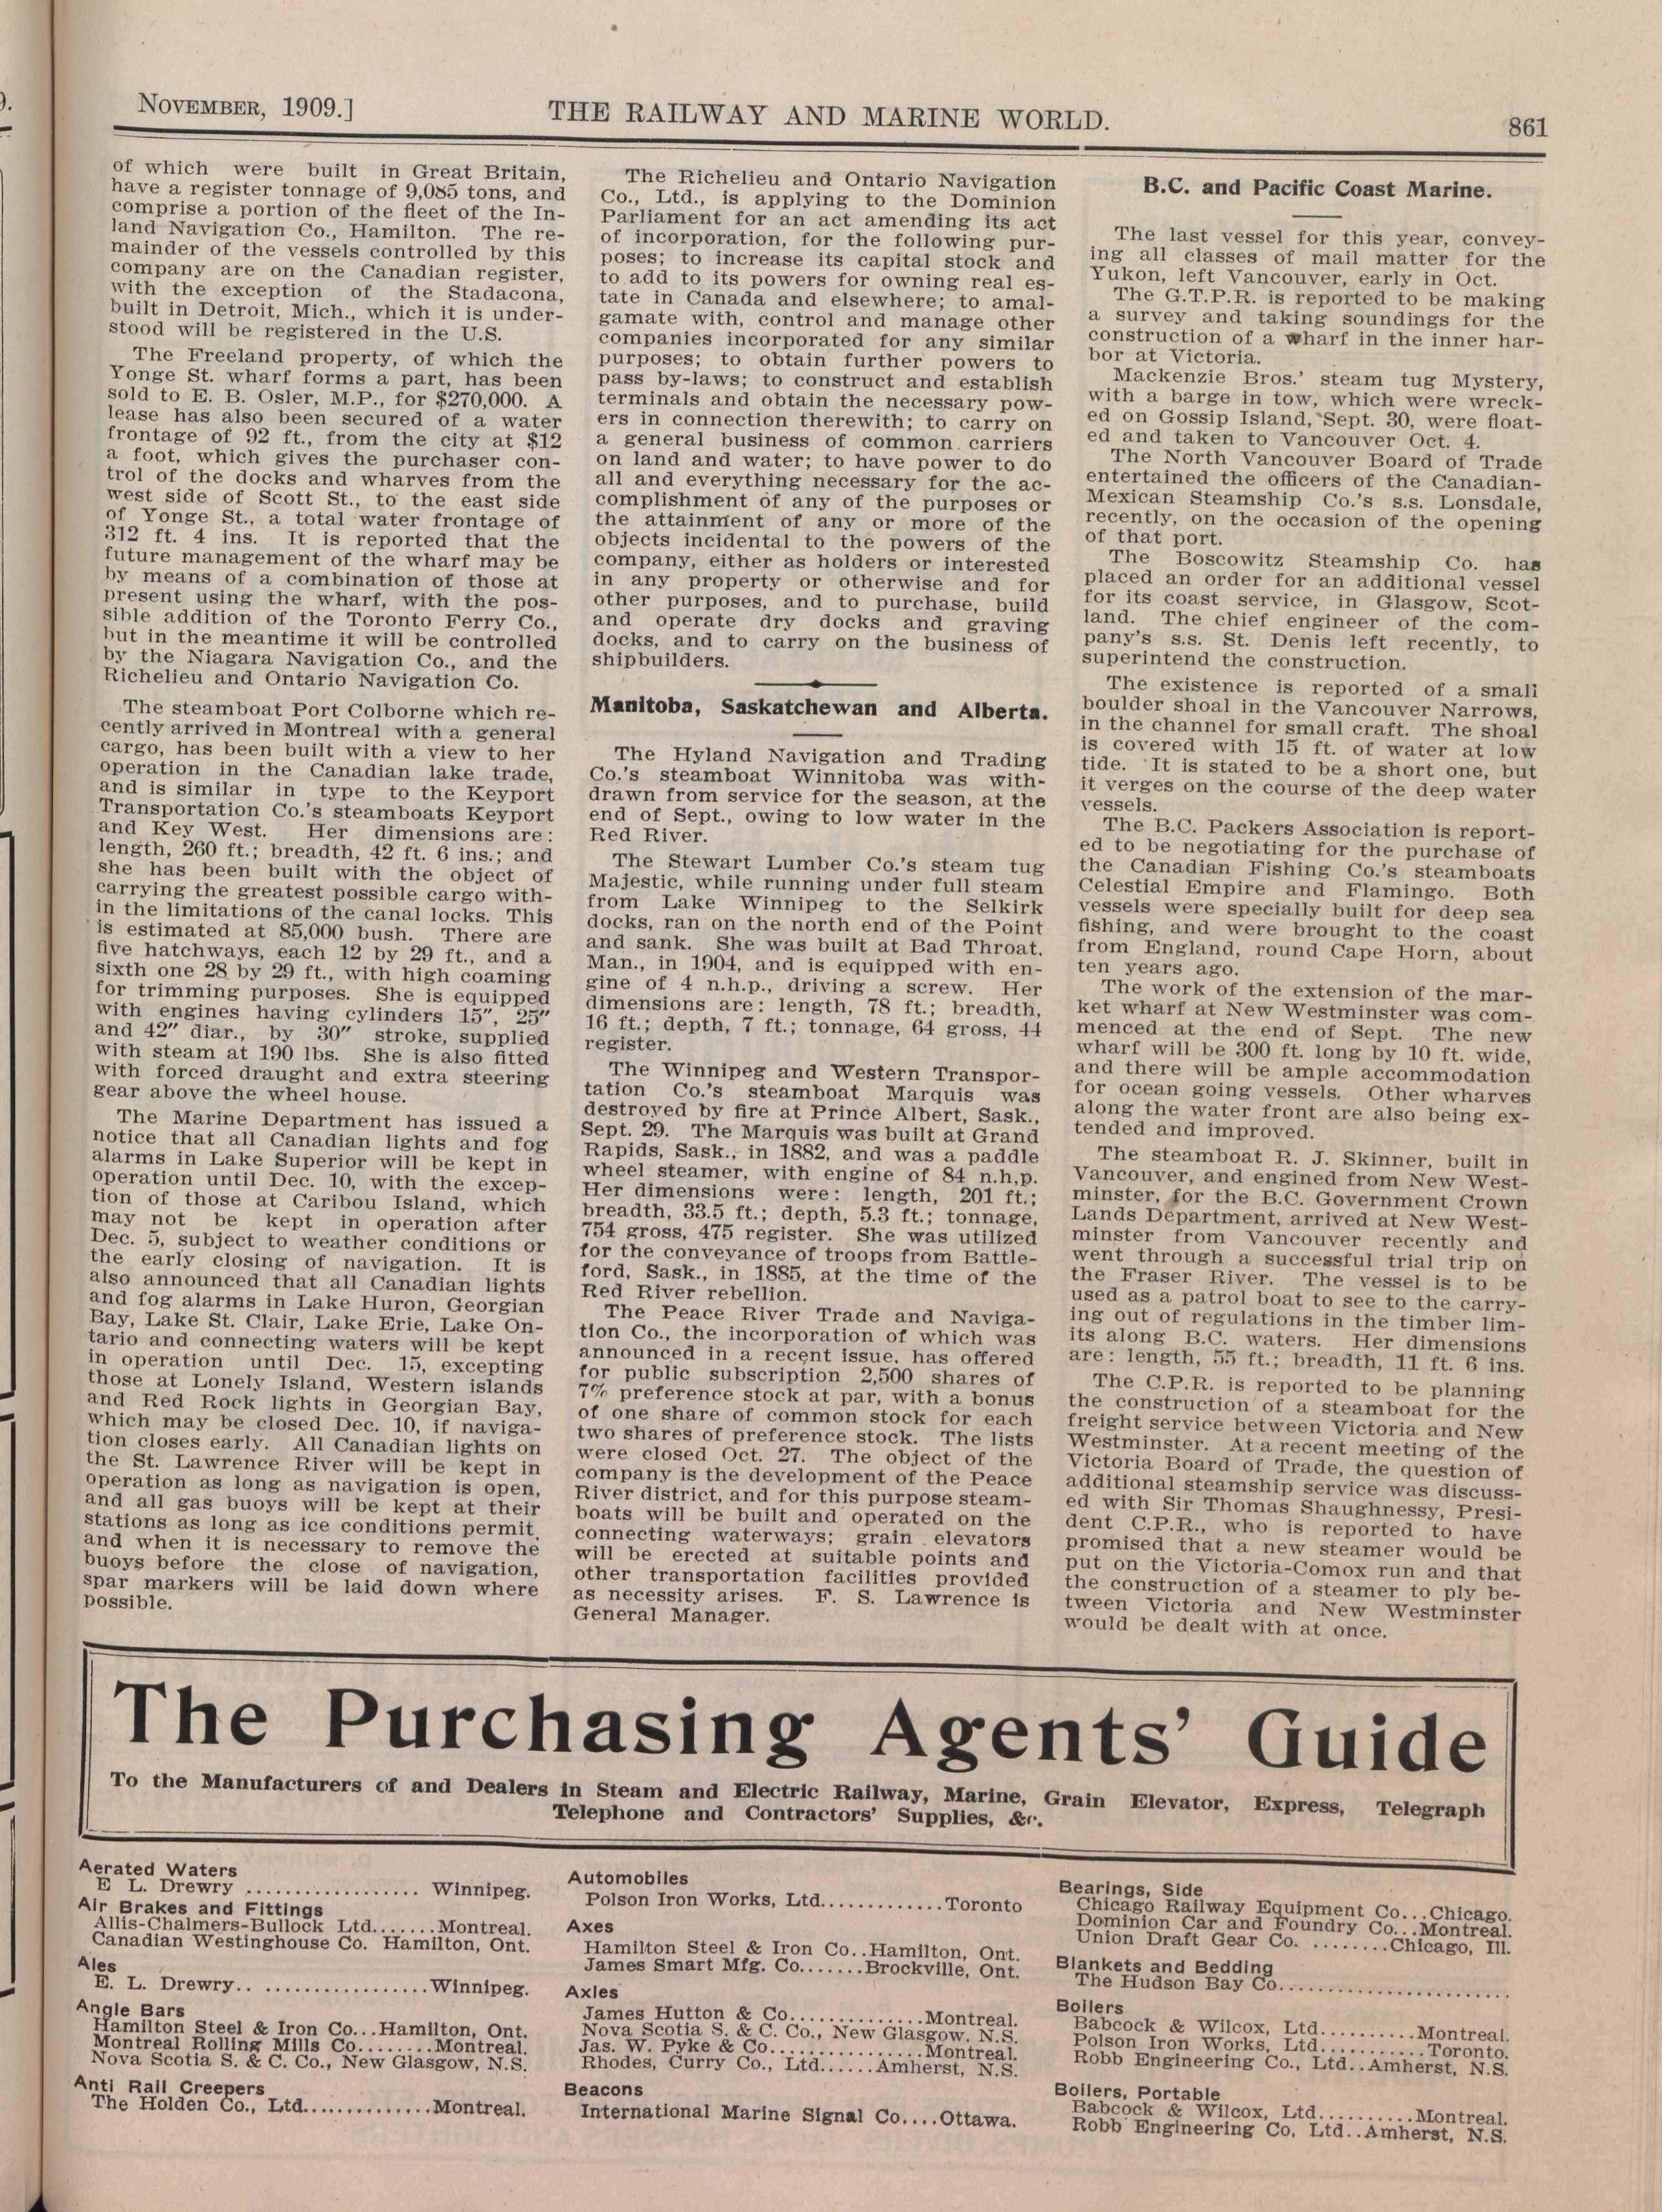 NOVEMBER, 1909.]
THE RAILWAY AND MARINE WORLD.
861
of which were built in Great Britain,
have a register tonnage of 9,085 tons, and
comprise a portion of the fleet of the In-
land Navigation Co., Hamilton. The re-
mainder of the vessels controlled by this
company are on the Canadian register,
with the exception of the Stadacona,
built in Detroit, Mich., which it is under-
stood will be registered in the U.S.
The Freeland property, of which the
Yonge St. wharf forms a part, has been
sold to E. B. Osler, M.P., for $270,000. A
lease has also been secured of a water
frontage of 92 ft., from the city at $12
a foot, which gives the purchaser con-
trol of the docks and wharves from the
west side of Scott St., to the east side
of Yonge St., a total water frontage of
312 ft. 4 ins. It is reported that the
future management of the wharf may be
by means of a combination of those at
present using the wharf, with the pos-
sible addition of the Toronto Ferry Co.,
but in the meantime it will be controlled
by the Niagara Navigation Co., and the
Richelieu and Ontario Navigation Co.
The steamboat Port Colborne which re-
cently arrived in Montreal with a general
cargo, has been built with a view to her
operation in the Canadian lake trade,
and is similar in type to the Keyport
Transportation Co.'s steamboats Keyport
and Key West. Her dimensions are:
length, 260 ft.; breadth, 42 ft. 6 ins.; and
she has been built with the object of
carrying the greatest possible cargo with-
in the limitations of the canal locks. This
is estimated at 85,000 bush. There are
five hatchways, each 12 by 29 ft., and a
sixth one 28 by 29 ft., with high coaming
for trimming purposes. She is equipped
with engines having cylinders 15″, 25″
and 42″ diar., by 30″ stroke, supplied
with steam at 190 lbs. She is also fitted
with forced draught and extra steering
gear above the wheel house.
The Marine Department has issued a
notice that all Canadian lights and fog
alarms in Lake Superior will be kept in
operation until Dec. 10, with the excep-
tion of those at Caribou Island, which
may not be kept in operation after
Dec. 5, subject to weather conditions or
the early closing of navigation. It is
also announced that all Canadian lights
and fog alarms in Lake Huron, Georgian
Bay, Lake St. Clair, Lake Erie, Lake On-
tario and connecting waters will be kept
in operation until Dec. 15, excepting
those at Lonely Island, Western islands
and Red Rock lights in Georgian Bay,
which may be closed Dec. 10, if naviga-
tion closes early. All Canadian lights on
the St. Lawrence River will be kept in
operation as long as navigation is open,
and all gas buoys will be kept at their
stations as long as ice conditions permit,
and when it is necessary to remove the
buoys before the close of navigation,
spar markers will be laid down where
possible.
The Richelieu and Ontario Navigation
Co., Ltd., is applying to the Dominion
Parliament for an act amending its act
of incorporation, for the following pur-
poses; to increase its capital stock and
to add to its powers for owning real es-
tate in Canada and elsewhere; to amal-
gamate with, control and manage other
companies incorporated for any similar
purposes; to obtain further powers to
pass by-laws; to construct and establish
terminals and obtain the necessary pow-
ers in connection therewith; to carry on
a general business of common carriers
on land and water; to have power to do
all and everything necessary for the ac-
complishment of any of the purposes or
the attainment of any or more of the
objects incidental to the powers of the
company, either as holders or interested
in any property or otherwise and for
other purposes, and to purchase, build
and operate dry docks and graving
docks, and to carry on the business of
shipbuilders.
Manitoba, Saskatchewan and Alberta.
The Hyland Navigation and Trading
Co.'s steamboat Winnitoba was with-
drawn from service for the season, at the
end of Sept., owing to low water in the
Red River.
The Stewart Lumber Co.'s steam tug
Majestic, while running under full steam
from Lake Winnipeg to the Selkirk
docks, ran on the north end of the Point
and sank. She was built at Bad Throat,
Man., in 1904, and is equipped with en-
gine of 4 n.h.p., driving a screw. Her
dimensions are: length, 78 ft.; breadth,
16 ft.; depth, 7 ft.; tonnage, 64 gross, 44
register.
The Winnipeg and Western Transpor-
tation Co.'s steamboat Marquis was
destroyed by fire at Prince Albert, Sask.,
Sept. 29. The Marquis was built at Grand
Rapids, Sask., in 1882, and was a paddle
wheel steamer, with engine of 84 n.h.p.
Her dimensions were: length, 201 ft.;
breadth, 33.5 ft.; depth, 5.3 ft.; tonnage,
754 gross, 475 register. She was utilized
for the conveyance of troops from Battle-
ford, Sask., in 1885, at the time of the
Red River rebellion.
The Peace River Trade and Naviga-
tion Co., the incorporation of which was
announced in a recent issue, has offered
for public subscription 2,500 shares of
7% preference stock at par, with a bonus
of one share of common stock for each
two shares of preference stock. The lists
were closed Oct. 27. The object of the
company is the development of the Peace
River district, and for this purpose steam-
boats will be built and operated on the
connecting waterways; grain elevators
will be erected at suitable points and
other transportation facilities provided
as necessity arises. F. S. Lawrence is
General Manager.
B.C. and Pacific Coast Marine.
The last vessel for this year, convey-
ing all classes of mail matter for the
Yukon, left Vancouver, early in Oct.
The G.T.P.R. is reported to be making
a survey and taking soundings for the
construction of a wharf in the inner har-
bor at Victoria.
Mackenzie Bros.' steam tug Mystery,
with a barge in tow, which were wreck-
ed on Gossip Island, Sept. 30, were float-
ed and taken to Vancouver Oct. 4.
The North Vancouver Board of Trade
entertained the officers of the Canadian-
Mexican Steamship Co.'s s.s. Lonsdale,
recently, on the occasion of the opening
of that port.
The Boscowitz Steamship Co. has
placed an order for an additional vessel
for its coast service, in Glasgow, Scot-
land. The chief engineer of the com-
pany's s.s. St. Denis left recently, to
superintend the construction.
The existence is reported of a small
boulder shoal in the Vancouver Narrows,
in the channel for small craft. The shoal
is covered with 15 ft. of water at low
tide. It is stated to be a short one, but
it verges on the course of the deep water
vessels.
The B.C. Packers Association is report-
ed to be negotiating for the purchase of
the Canadian Fishing Co.'s steamboats
Celestial Empire and Flamingo. Both
vessels were specially built for deep sea
fishing, and were brought to the coast
from England, round Cape Horn, about
ten years ago.
The work of the extension of the mar-
ket wharf at New Westminster was com-
menced at the end of Sept. The new
wharf will be 300 ft. long by 10 ft. wide,
and there will be ample accommodation
for ocean going vessels. Other wharves
along the water front are also being ex-
tended and improved.
The steamboat R. J. Skinner, built in
Vancouver, and engined from New West-
minster, for the B.C. Government Crown
Lands Department, arrived at New West-
minster from Vancouver recently and
went through a successful trial trip on
the Fraser River. The vessel is to be
used as a patrol boat to see to the carry-
ing out of regulations in the timber lim-
its along B.C. waters. Her dimensions
are: length, 55 ft.; breadth, 11 ft. 6 ins.
The C.P.R. is reported to be planning
the construction of a steamboat for the
freight service between Victoria and New
Westminster. At a recent meeting of the
Victoria Board of Trade, the question of
additional steamship service was discuss-
ed with Sir Thomas Shaughnessy, Presi-
dent C.P.R., who is reported to have
promised that a new steamer would be
put on the Victoria-Comox run and that
the construction of a steamer to ply be-
tween Victoria and New Westminster
would be dealt with at once.
The Purchasing Agents' Guide
To the Manufacturers of and Dealers in Steam and Electric Railway, Marine, Grain Elevator, Express, Telegraph
Telephone and Contractors' Supplies, &c.
Aerated Waters
E L. Drewry .................. Winnipeg.
Air Brakes and Fittings
Allis-Chalmers-Bullock Ltd.......Montreal.
Canadian Westinghouse Co. Hamilton, Ont.
Ales
E. L. Drewry.. .................Winnipeg.
Angle Bars
Hamilton Steel & Iron Co...Hamilton, Ont.
Montreal Rolling Mills Co........Montreal.
Nova Scotia S. & C. Co., New Glasgow, N.S.
Anti Rail Creepers
The Holden Co., Ltd.............Montreal.
Automobiles
Polson Iron Works, Ltd.............Toronto
Axes
Hamilton Steel & Iron Co..Hamilton, Ont.
James Smart Mfg. Co.......Brockville, Ont.
Axles
James Hutton & Co..............Montreal.
Nova Scotia S. & C. Co., New Glasgow, N.S.
Jas. W. Pyke & Co................Montreal.
Rhodes, Curry Co., Ltd......Amherst, N.S.
Beacons
International Marine Signal Co....Ottawa.
Bearings, Side
Chicago Railway Equipment Co...Chicago.
Dominion Car and Foundry Co...Montreal.
Union Draft Gear Co. ........Chicago, Ill.
Blankets and Bedding
The Hudson Bay Co........................
Boilers
Babcock & Wilcox, Ltd..........Montreal.
Polson Iron Works, Ltd...........Toronto.
Robb Engineering Co., Ltd..Amherst, N.S.
Boilers, Portable
Babcock & Wilcox, Ltd..........Montreal.
Robb Engineering Co, Ltd..Amherst, N.S.